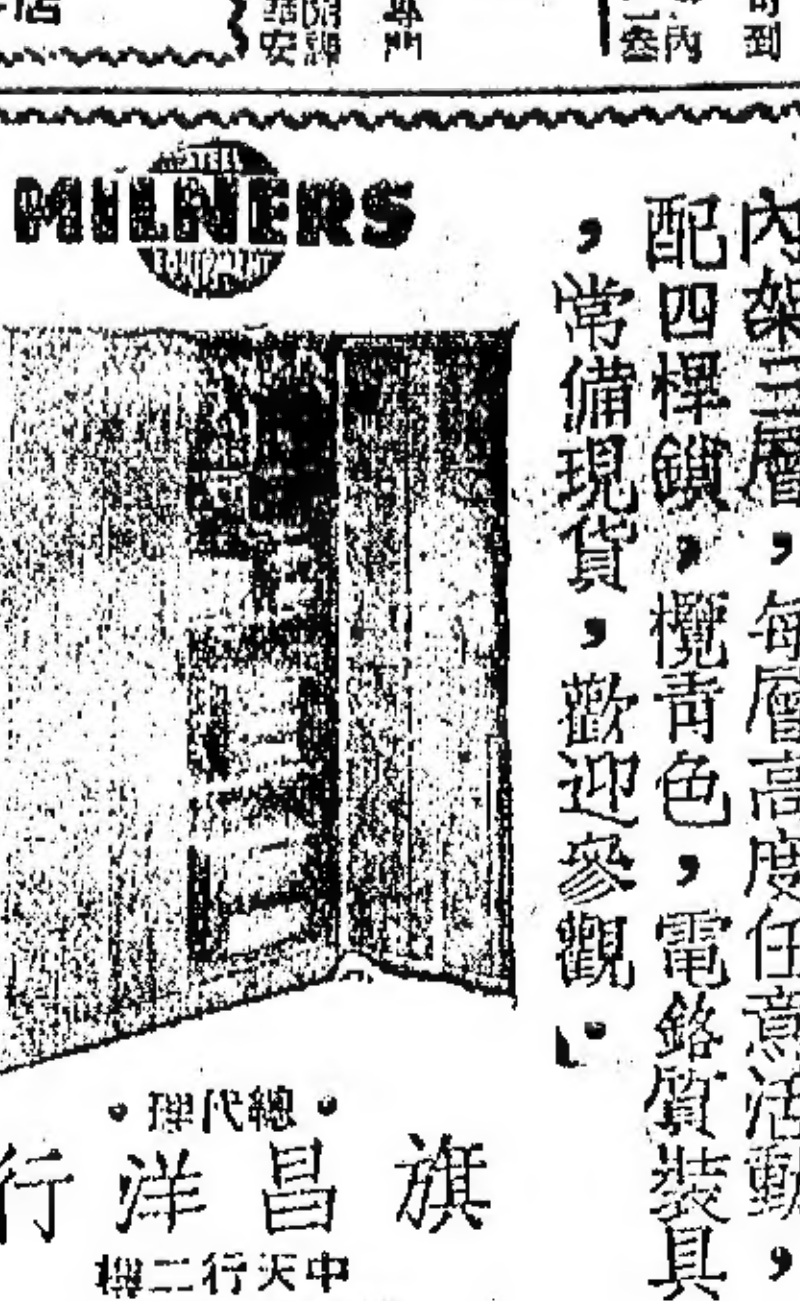 MILNERS
內架三層，每層高度任意活動，
配四桿鎖，欖青色，電鉻質裝具
，常備現貨，歡迎參觀。
•總代理•
旗昌洋行
中天行二樓